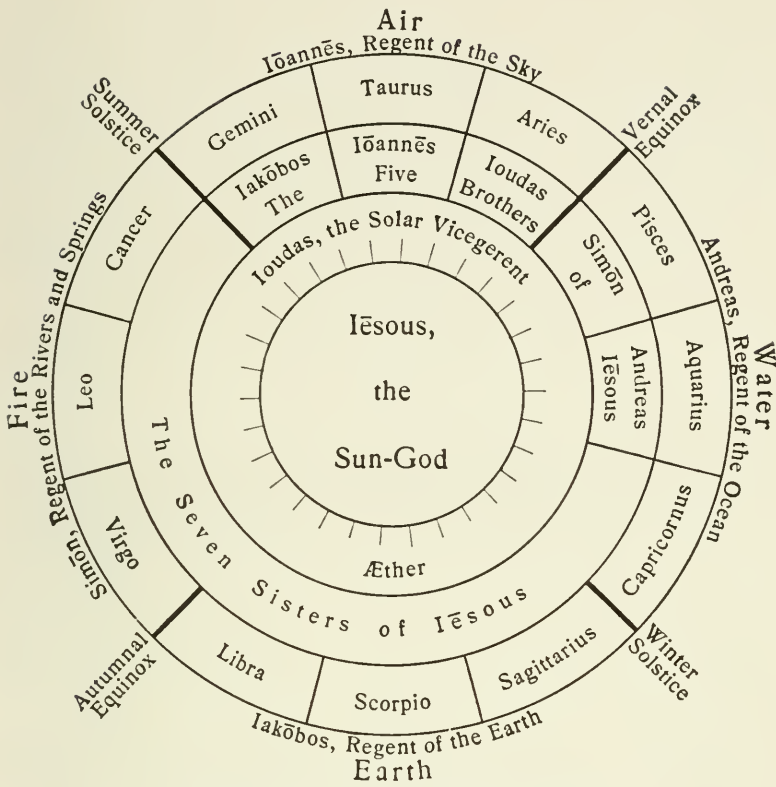 Air
Iōannēs, Regent of the Sky
Summer
Solstice
Vernal
Equinox
Gemini
Taurus
Aries
Iakōbos
The
Iōannēs
Five
Ioudas
Brothers
Simōn
of
Andreas
Iēsous
Cancer
Pisces
Ioudas, the Solar Vicegerent
Iēsous,
the
Sun-God
Æther
Fire
Simōn, Regent of the Rivers and Springs
Leo
Aquarius
Andreas, Regent of the Ocean
Water
The Seven Sisters of Iēsous
Virgo
Capricornus
Libra
Scorpio
Sagittarius
Autumnal
Equinox
Winter
Solstice
Iakōbos, Regent of the Earth
Earth